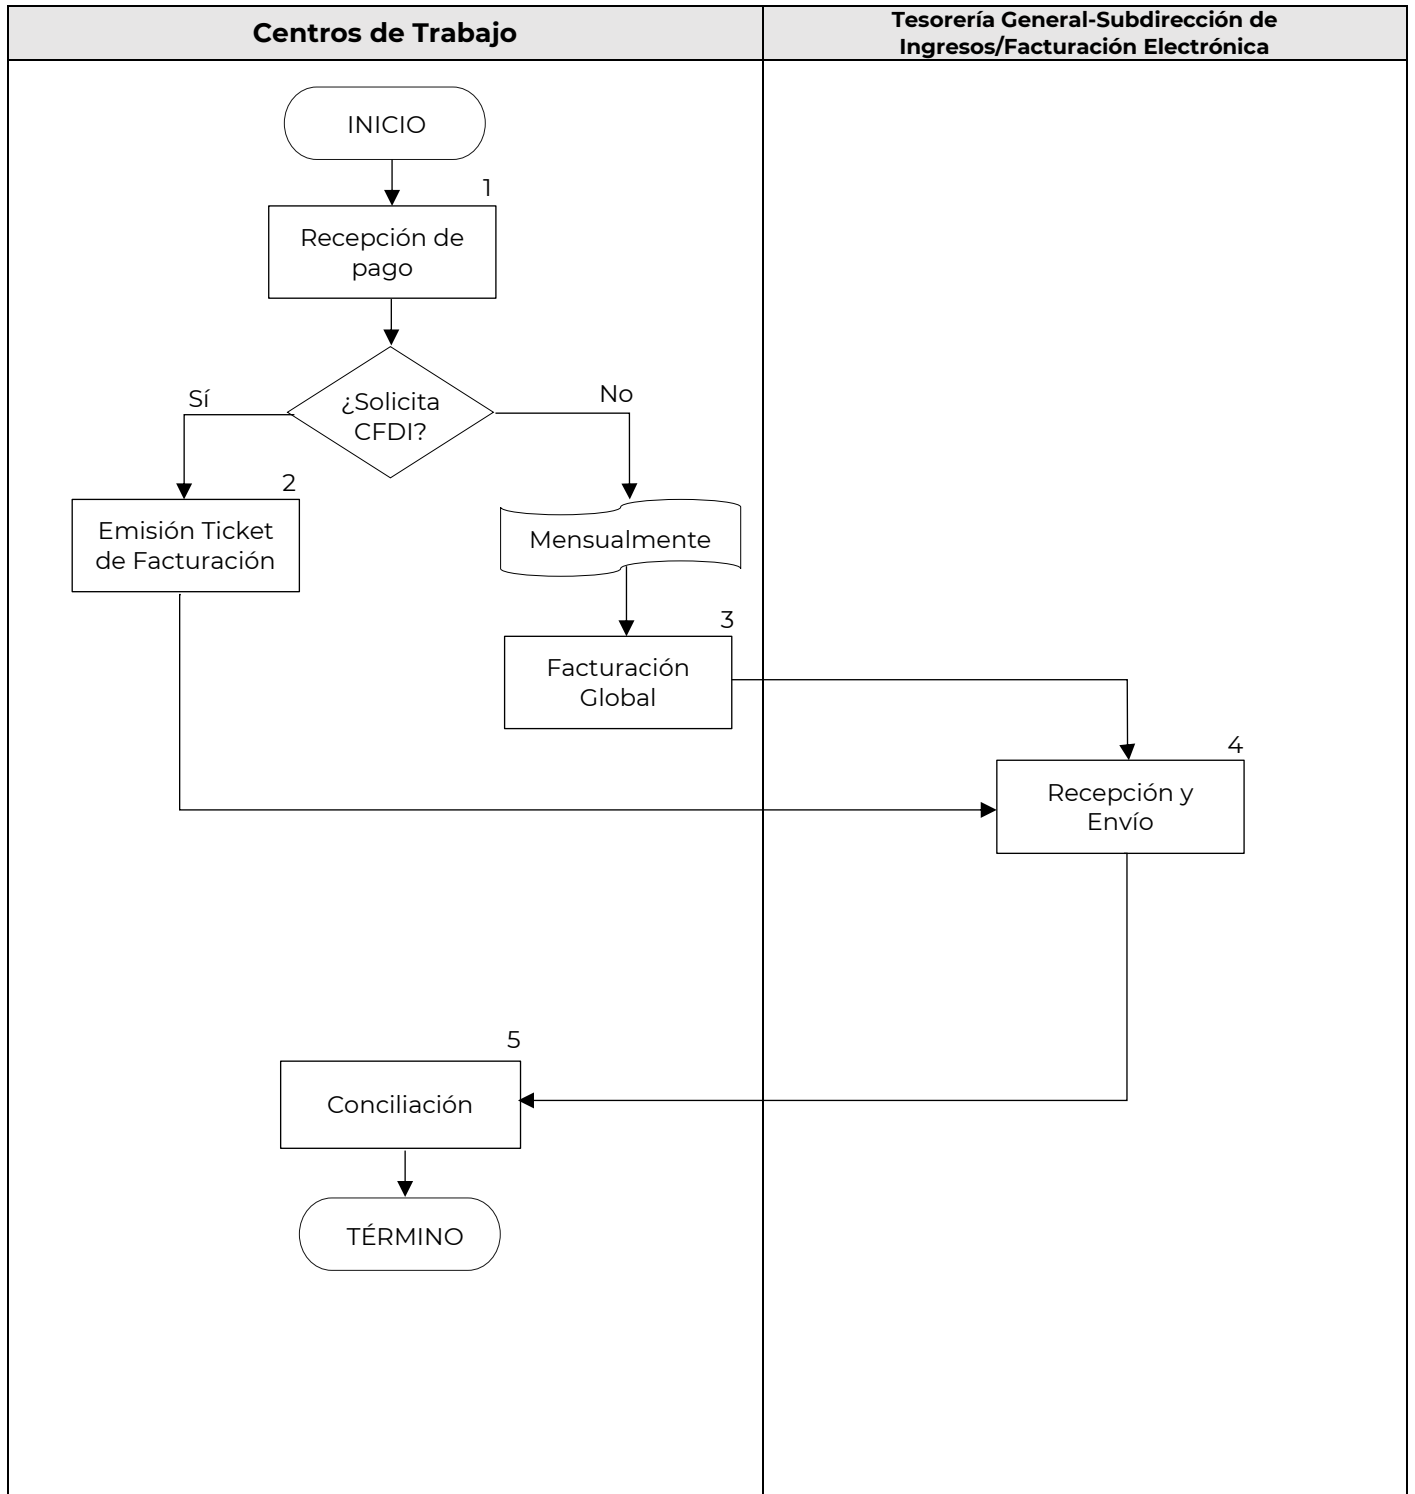 Centros de Trabajo
Tesorería General-Subdirección de
Ingresos/Facturación Electrónica
INICIO
1
Recepción de
pago
¿Solicita
CFDI?
Sí
No
2
Emisión Ticket
de Facturación
Mensualmente
3
Facturación
Global
4
Recepción y
Envío
5
Conciliación
TÉRMINO